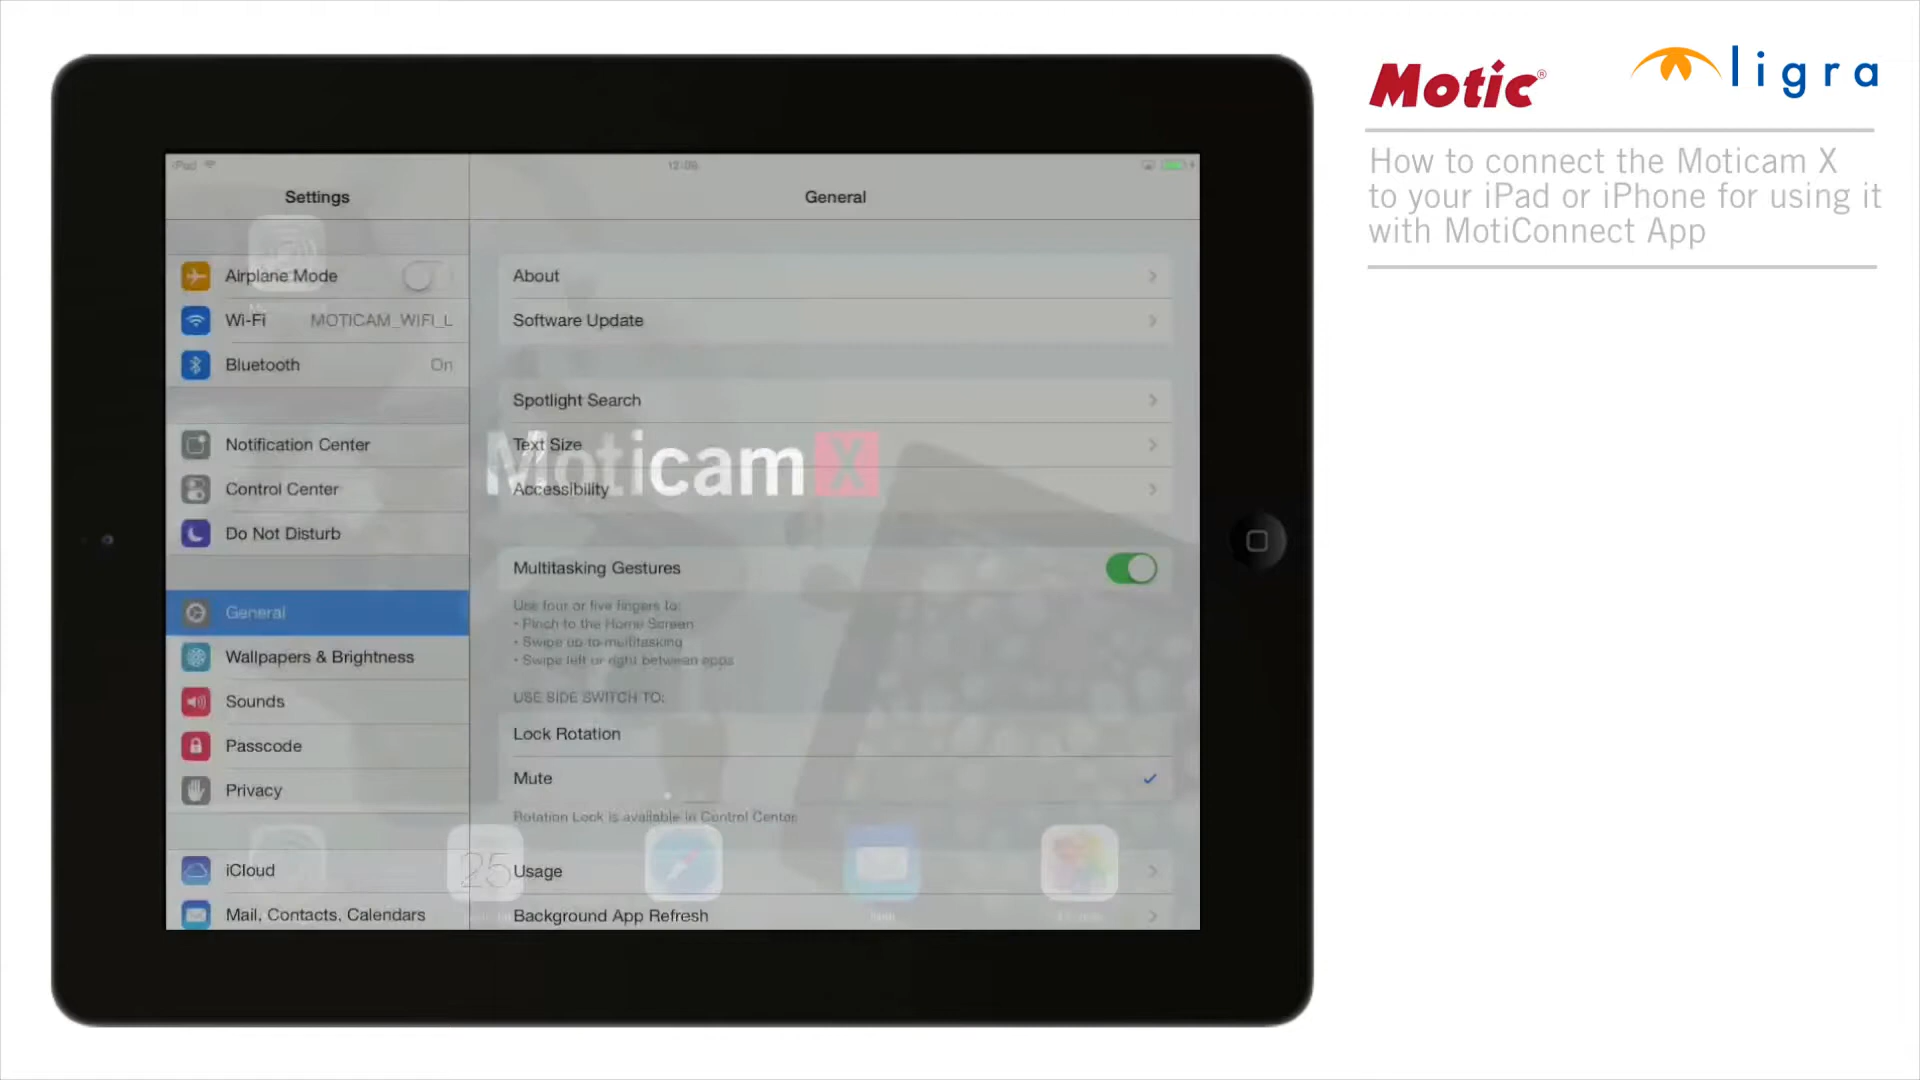 Motic®
ligra
How to connect the Moticam X
to your iPad or iPhone for using it
with MotiConnect App
iPad
12:08
Settings
General
Airplane Mode
Wi-Fi MOTICAM_WIFI_L
Bluetooth On
Notification Center
Control Center
Do Not Disturb
General
Wallpapers & Brightness
Sounds
Passcode
Privacy
iCloud
Mail, Contacts, Calendars
About
Software Update
Spotlight Search
Text Size
Accessibility
Moticam X
Multitasking Gestures
Use four or five fingers to:
• Pinch to the Home Screen
• Swipe up to multitasking
• Swipe left or right between apps
USE SIDE SWITCH TO:
Lock Rotation
Mute
Rotation Lock is available in Control Center.
25
Usage
Background App Refresh